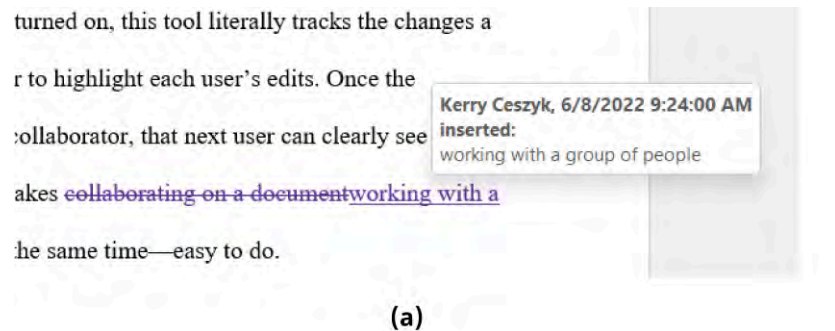 turned on, this tool literally tracks the changes a
r to highlight each user’s edits. Once the
Kerry Ceszyk, 6/8/2022 9:24:00 AM
inserted:
working with a group of people
collaborator, that next user can clearly see
akes collaborating on a documentworking with a
he same time—easy to do.
(a)